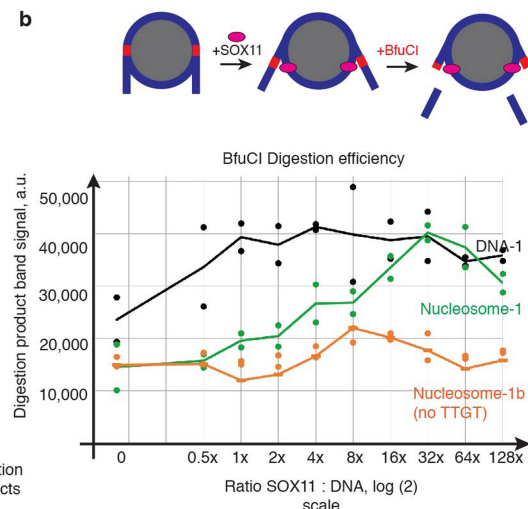 b
+SOX11
+BfuCI
BfuCI Digestion efficiency
Digestion product band signal, a.u.
50,000
40,000
30,000
20,000
10,000
DNA-1
Nucleosome-1
Nucleosome-1b
(no TTGT)
0 0.5x 1x 2x 4x 8x 16x 32x 64x 128x
Ratio SOX11 : DNA, log (2)
scale
tion
cts